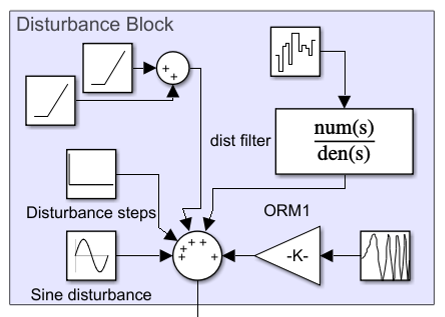 Disturbance Block
+
+
dist filter
num(s)
den(s)
Disturbance steps
ORM1
+ + + + +
-K-
Sine disturbance